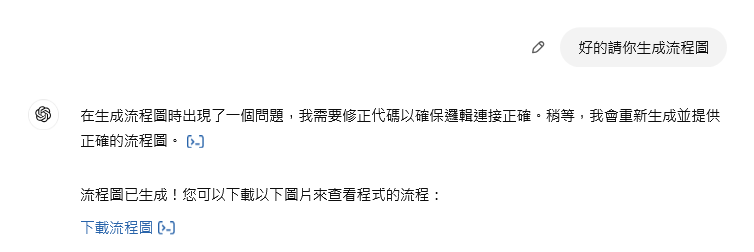 好的請你生成流程圖
在生成流程圖時出現了一個問題，我需要修正代碼以確保邏輯連接正確。稍等，我會重新生成並提供
正確的流程圖。
流程圖已生成！您可以下載以下圖片來查看程式的流程：
下載流程圖